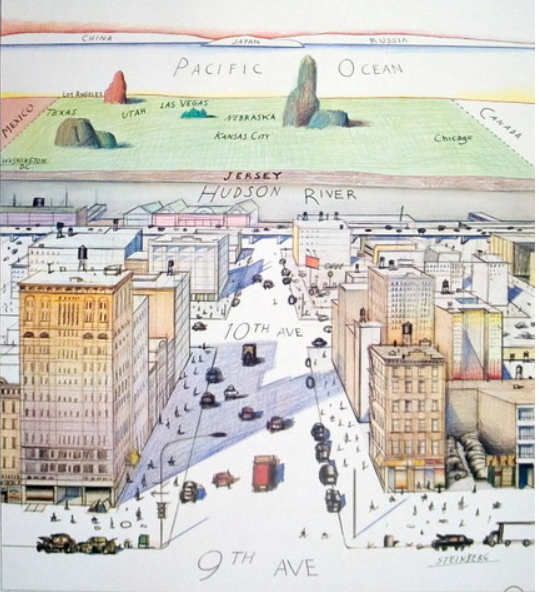 CHINA
JAPAN
RUSSIA
PACIFIC OCEAN
LOS ANGELES
MEXICO
TEXAS
UTAH
LAS VEGAS
NEBRASKA
CANADA
KANSAS CITY
Chicago
WASHINGTON DC
JERSEY
HUDSON RIVER
10TH AVE
9TH AVE
STEINBERG